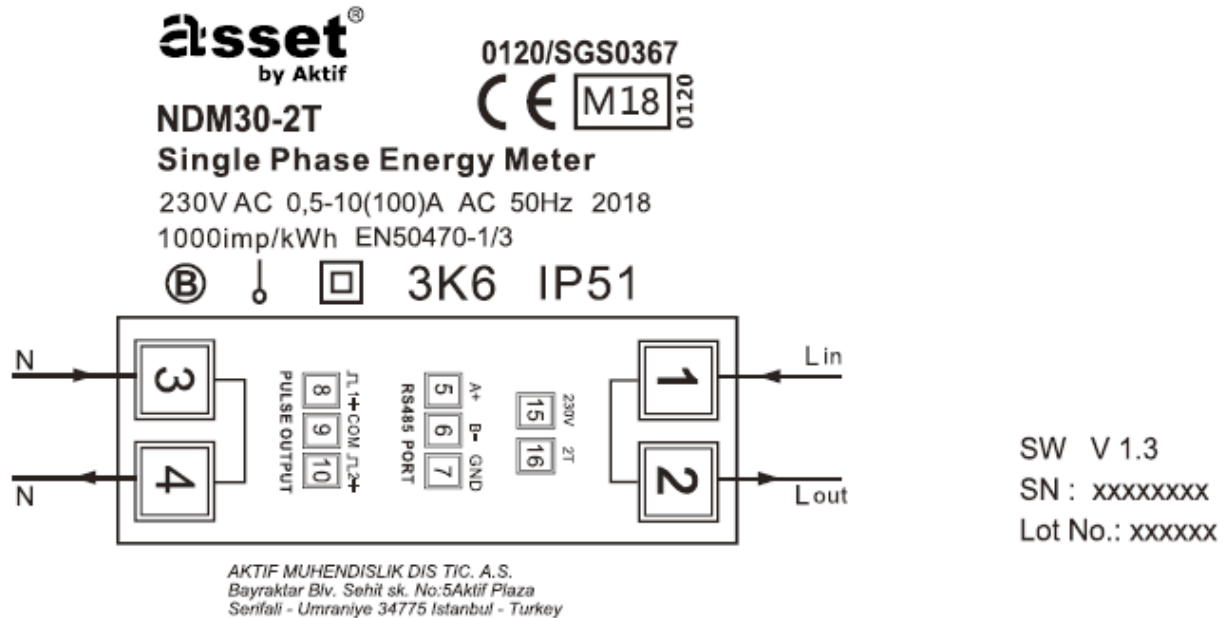 asset®
by Aktif
0120/SGS0367
CE M18 0120
NDM30-2T
Single Phase Energy Meter
230V AC 0,5-10(100)A AC 50Hz 2018
1000imp/kWh EN50470-1/3
B 3K6 IP51
N
3
8 9 10
1+ COM 2+
PULSE OUTPUT
5 6 7
A+ B- GND
RS485 PORT
15 16
230V 2T
1
Lin
N
4
2
Lout
SW V 1.3
SN : xxxxxxxx
Lot No.: xxxxxx
AKTIF MUHENDISLIK DIS TIC. A.S.
Bayraktar Blv. Sehit sk. No:5Aktif Plaza
Serifali - Umraniye 34775 Istanbul - Turkey